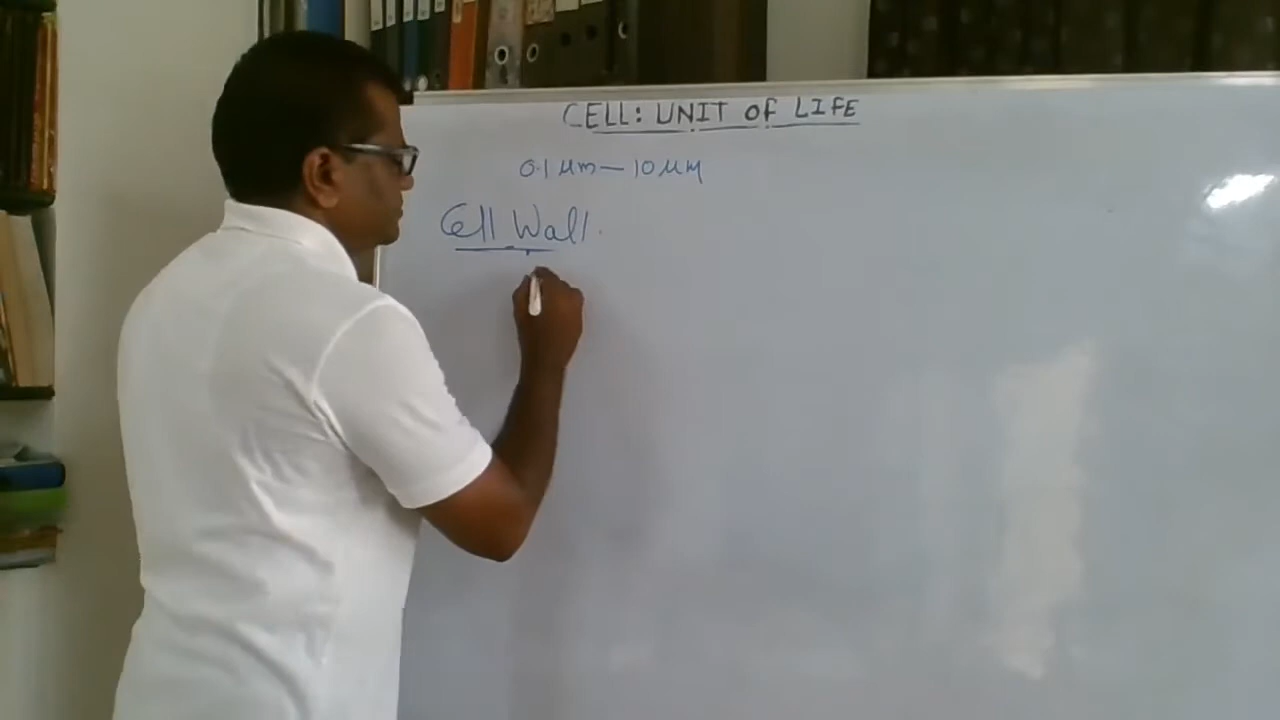 CELL: UNIT OF LIFE
0.1 μm — 10 μm
Cell Wall